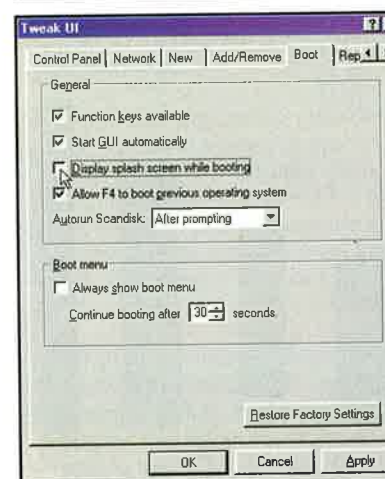 Tweak UI
Control Panel Network New Add/Remove Boot Rep
General
Function keys available
Start GUI automatically
Display splash screen while booting
Allow F4 to boot previous operating system
Autorun Scandisk: After prompting
Boot menu
Always show boot menu
Continue booting after 30 seconds
Restore Factory Settings
OK Cancel Apply